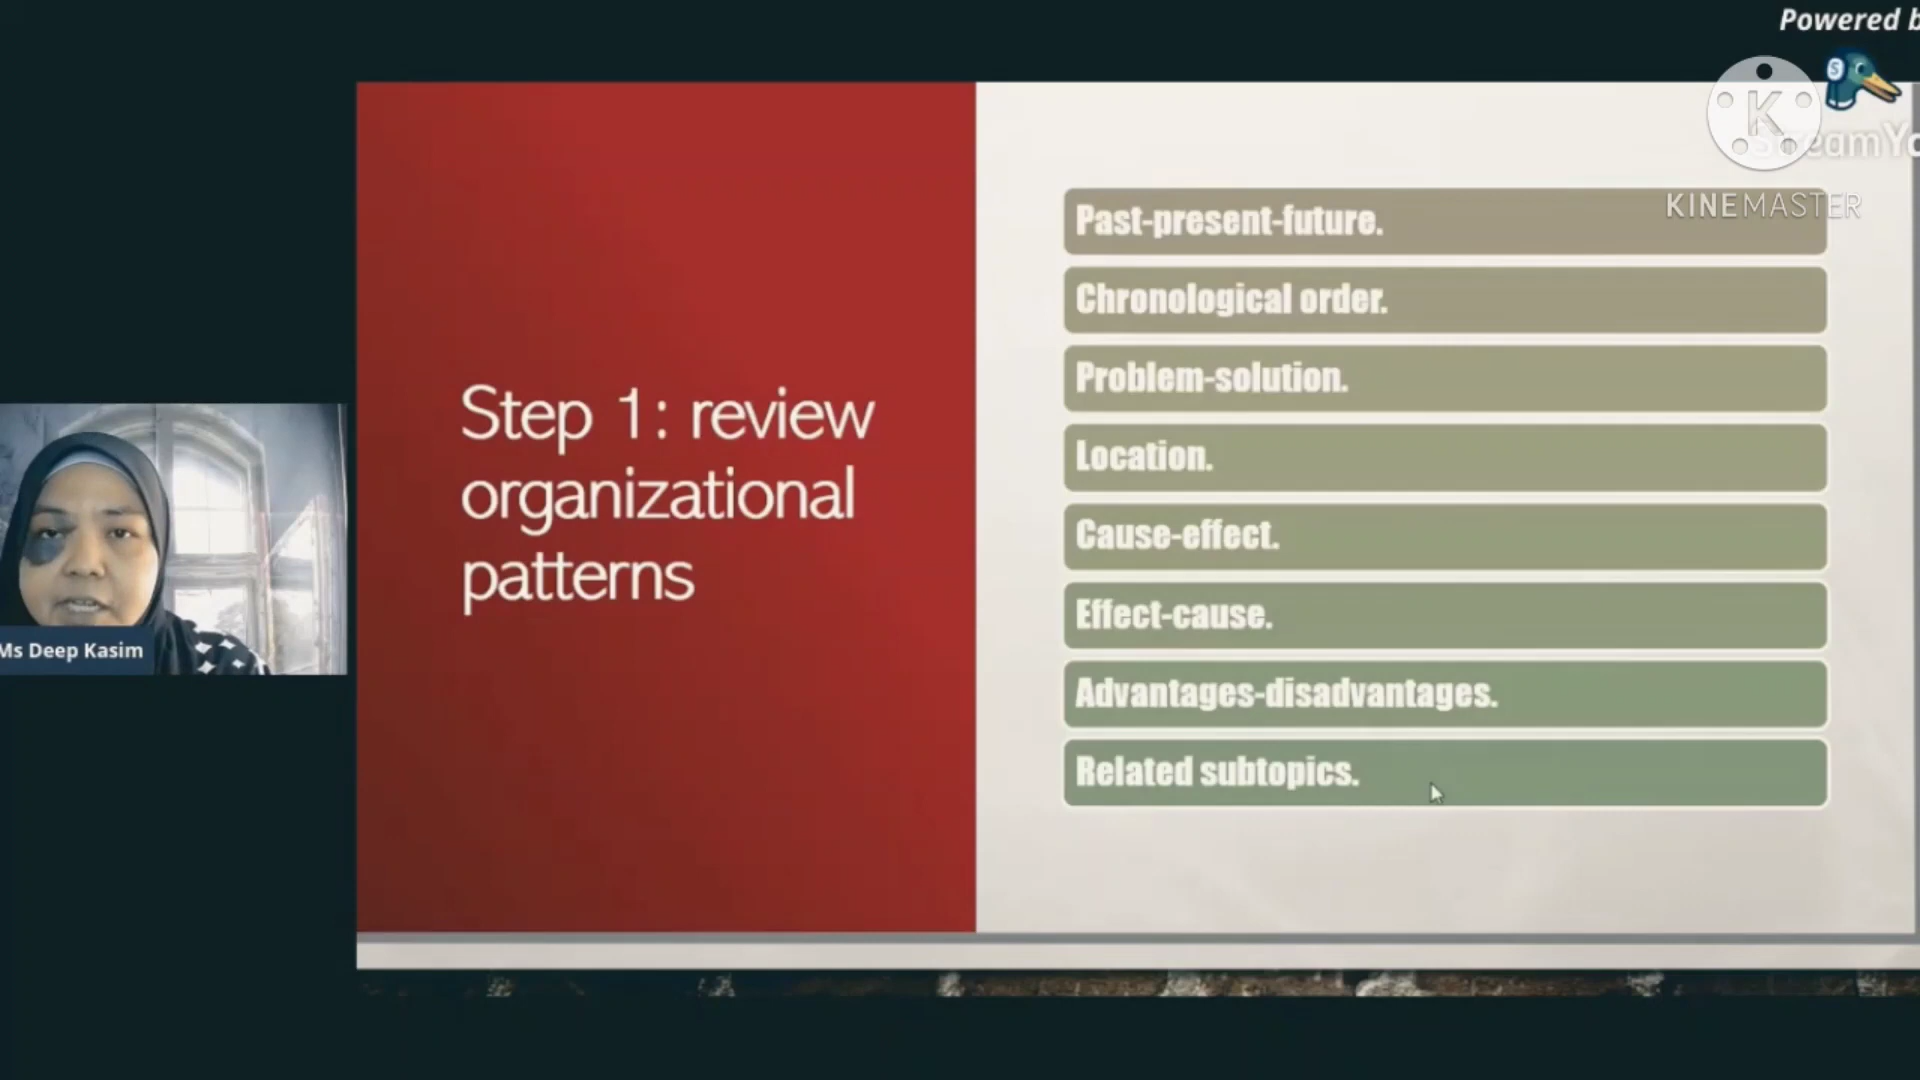 Powered b
StreamYa
K
KINEMASTER
Step 1: review
organizational
patterns
Past-present-future.
Chronological order.
Problem-solution.
Location.
Cause-effect.
Effect-cause.
Advantages-disadvantages.
Related subtopics.
Ms Deep Kasim